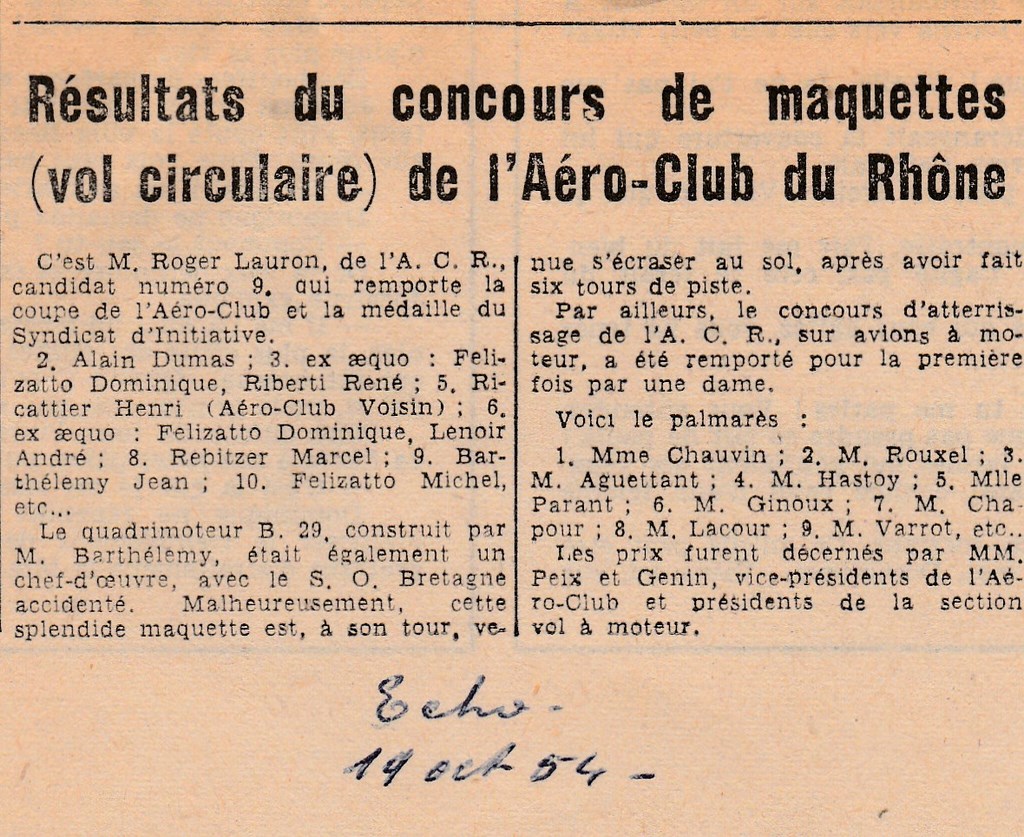 Résultats du concours de maquettes
(vol circulaire) de l'Aéro-Club du Rhône
C'est M. Roger Lauron, de l'A. C. R.,
candidat numéro 9, qui remporte la
coupe de l'Aéro-Club et la médaille du
Syndicat d'Initiative.
2. Alain Dumas ; 3. ex æquo : Feli-
zatto Dominique, Riberti René ; 5. Ri-
cattier Henri (Aéro-Club Voisin) ; 6.
ex æquo : Felizatto Dominique, Lenoir
André ; 8. Rebitzer Marcel ; 9. Bar-
thélemy Jean ; 10. Felizatto Michel,
etc...
Le quadrimoteur B. 29, construit par
M. Barthélemy, était également un
chef-d'œuvre, avec le S. O. Bretagne
accidenté. Malheureusement, cette
splendide maquette est, à son tour, ve-
nue s'écraser au sol, après avoir fait
six tours de piste.
Par ailleurs, le concours d'atterris-
sage de l'A. C. R., sur avions à mo-
teur, a été remporté pour la première
fois par une dame.
Voici le palmarès :
1. Mme Chauvin ; 2. M. Rouxel ; 3.
M. Aguettant ; 4. M. Hastoy ; 5. Mlle
Parant ; 6. M. Ginoux ; 7. M. Cha-
pour ; 8. M. Lacour ; 9. M. Varrot, etc..
Les prix furent décernés par MM.
Peix et Genin, vice-présidents de l'Aé-
ro-Club et présidents de la section
vol à moteur.
Echo -
19 oct 54 -